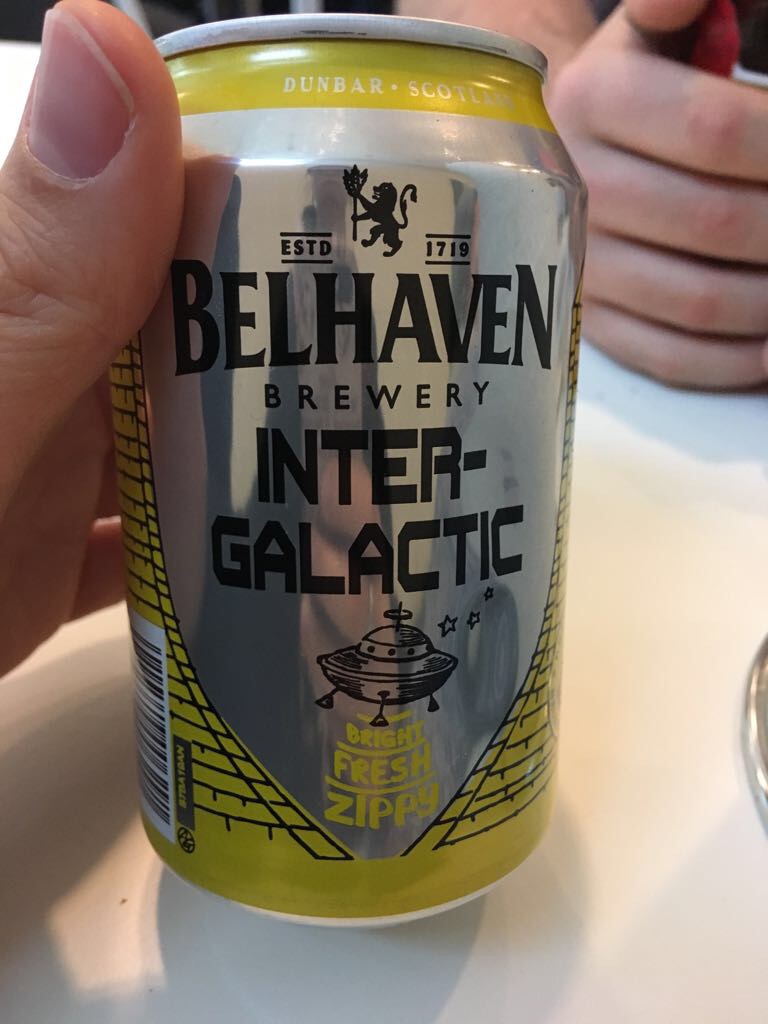 DUNBAR • SCOTLAND
ESTD 1719
BELHAVEN
BREWERY
INTER-
GALACTIC
BRIGHT
FRESH
ZIPPY